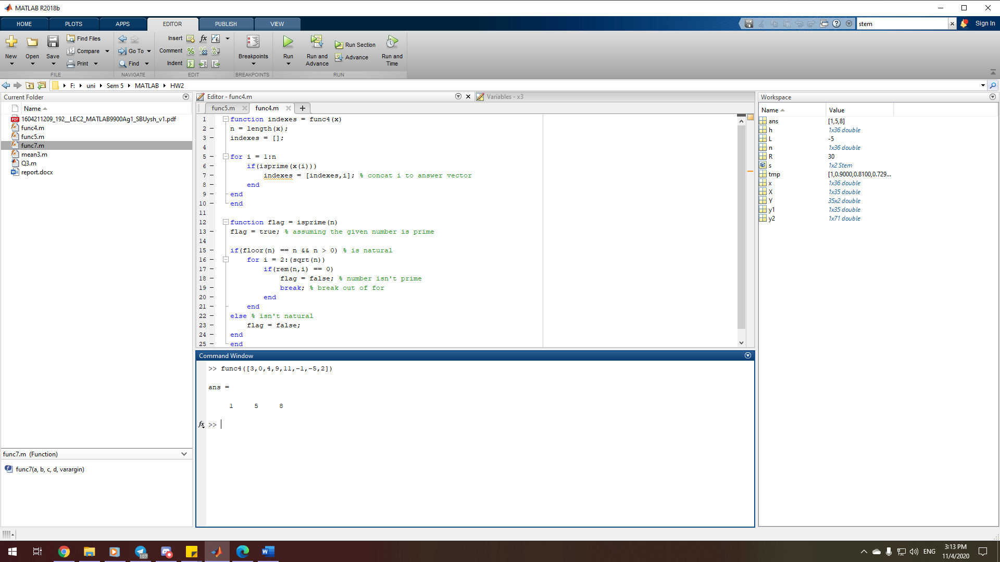 MATLAB R2018b
HOME PLOTS APPS EDITOR PUBLISH VIEW
stem
Sign In
New Open Save
Find Files
Compare
Print
FILE
Go To
Find
NAVIGATE
Insert fx
Comment
Indent
EDIT
Breakpoints
BREAKPOINTS
Run
Run and Advance
Run Section
Advance
Run and Time
RUN
F: uni Sem 5 MATLAB HW2
Current Folder
Name
1604211209_192__LEC2_MATLAB9900Ag1_SBUysh_v1.pdf
func4.m
func5.m
func7.m
mean3.m
Q3.m
report.docx
func7.m (Function)
func7(a, b, c, d, varargin)
Editor - func4.m
Variables - x3
func5.m func4.m
1 function indexes = func4(x)
2 n = length(x);
3 indexes = [];
4
5 for i = 1:n
6 if(isprime(x(i)))
7 indexes = [indexes,i]; % concat i to answer vector
8 end
9 end
10 end
11
12 function flag = isprime(n)
13 flag = true; % assuming the given number is prime
14
15 if(floor(n) == n && n > 0) % is natural
16 for i = 2:(sqrt(n))
17 if(rem(n,i) == 0)
18 flag = false; % number isn't prime
19 break; % break out of for
20 end
21 end
22 else % isn't natural
23 flag = false;
24 end
25 end
Command Window
>> func4([3,0,4,9,11,-1,-5,2])
ans =
1 5 8
fx >>
Workspace
Name Value
ans [1,5,8]
h 1x36 double
L -5
n 1x36 double
R 30
s 1x2 Stem
tmp [1,0.9000,0.8100,0.729...
x 1x36 double
X 1x35 double
Y 35x2 double
y1 1x35 double
y2 1x71 double
107
ENG
3:13 PM
11/4/2020